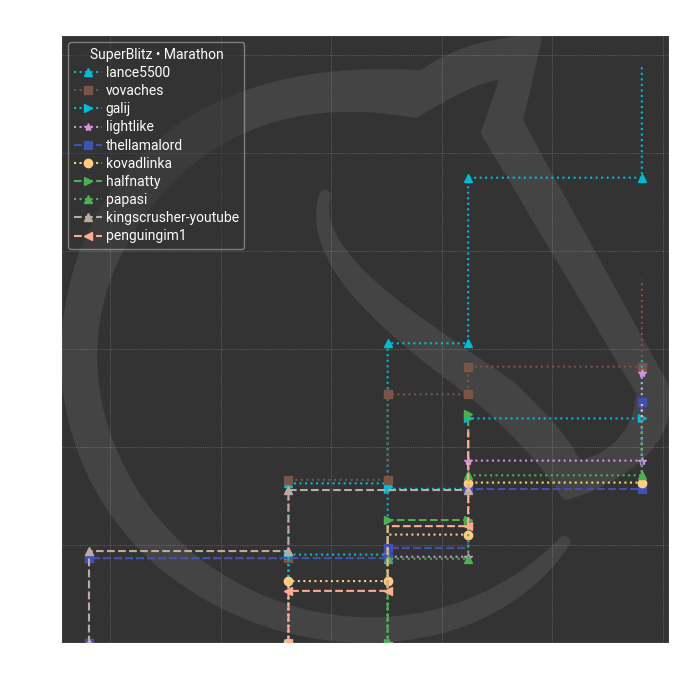 SuperBlitz • Marathon
lance5500
vovaches
galij
lightlike
thellamalord
kovadlinka
halfnatty
papasi
kingscrusher-youtube
penguingim1